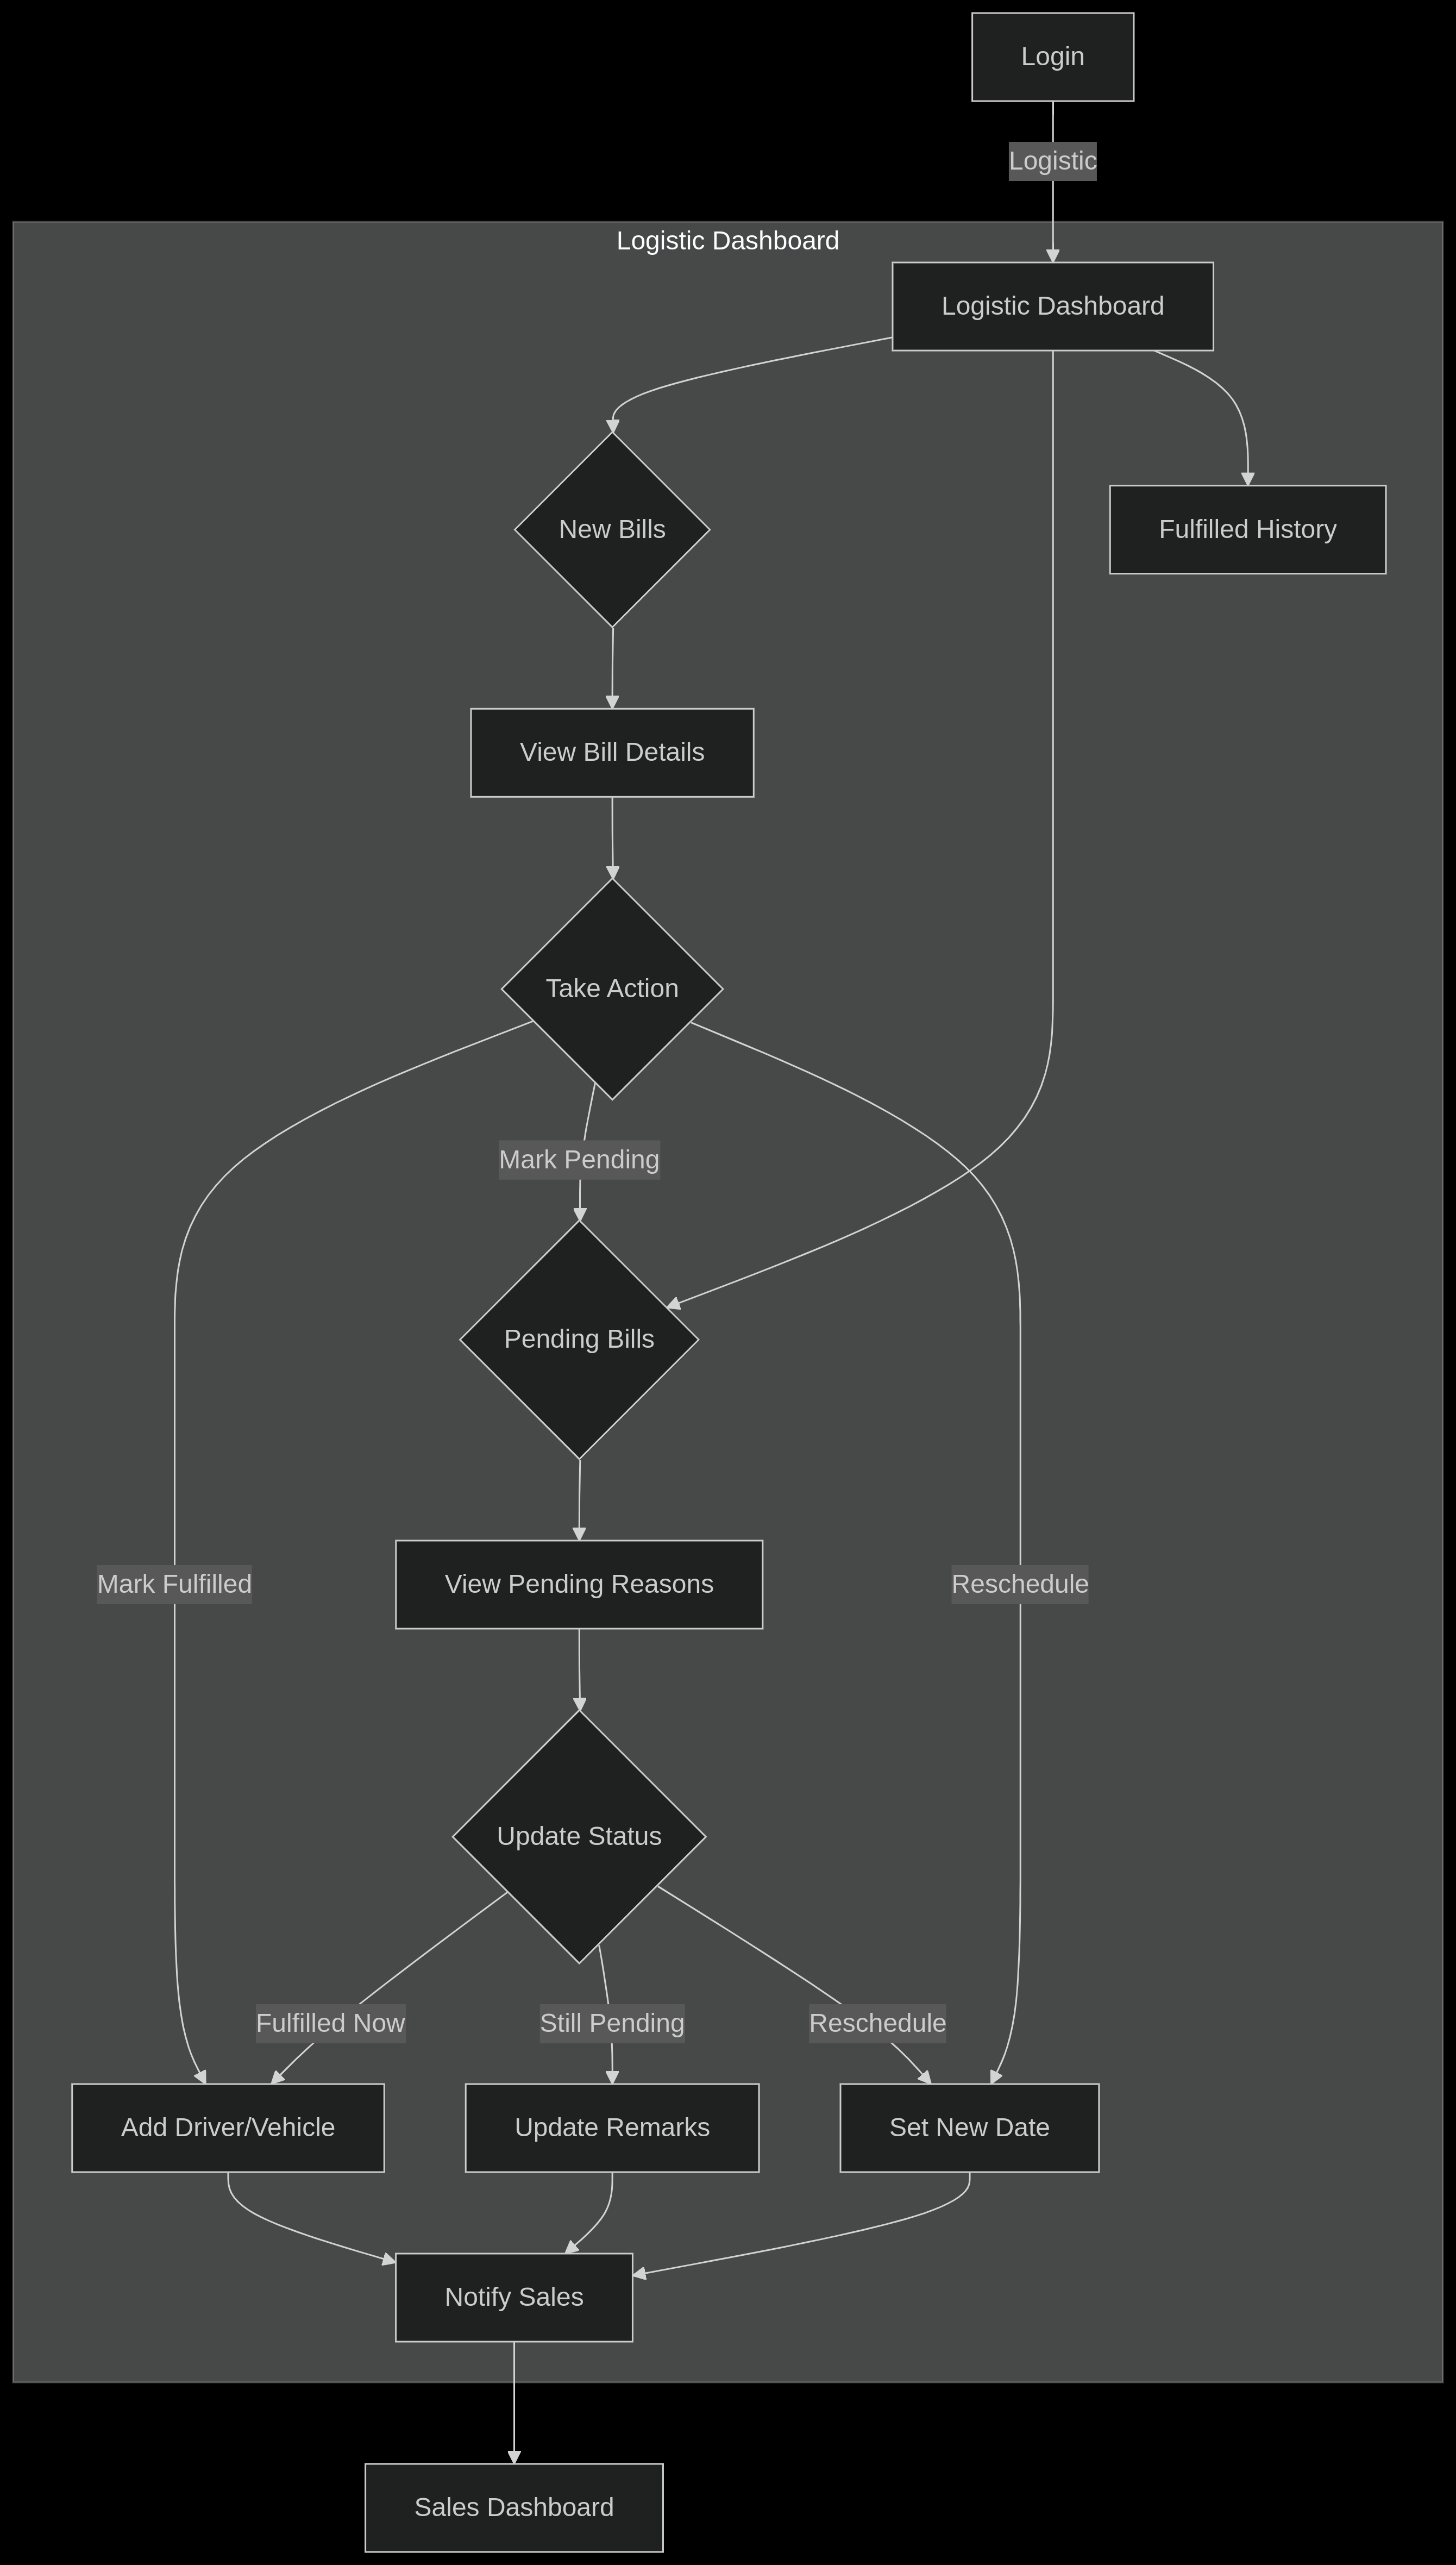 Login
Logistic
Logistic Dashboard
Logistic Dashboard
New Bills
Fulfilled History
View Bill Details
Take Action
Mark Pending
Pending Bills
Mark Fulfilled
View Pending Reasons
Reschedule
Update Status
Fulfilled Now
Still Pending
Reschedule
Add Driver/Vehicle
Update Remarks
Set New Date
Notify Sales
Sales Dashboard